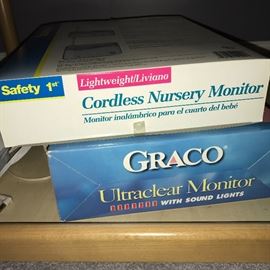 Safety 1st
Lightweight/Liviano
Cordless Nursery Monitor
Monitor inalámbrico para el cuarto del bebé
GRACO
Ultraclear Monitor
WITH SOUND LIGHTS